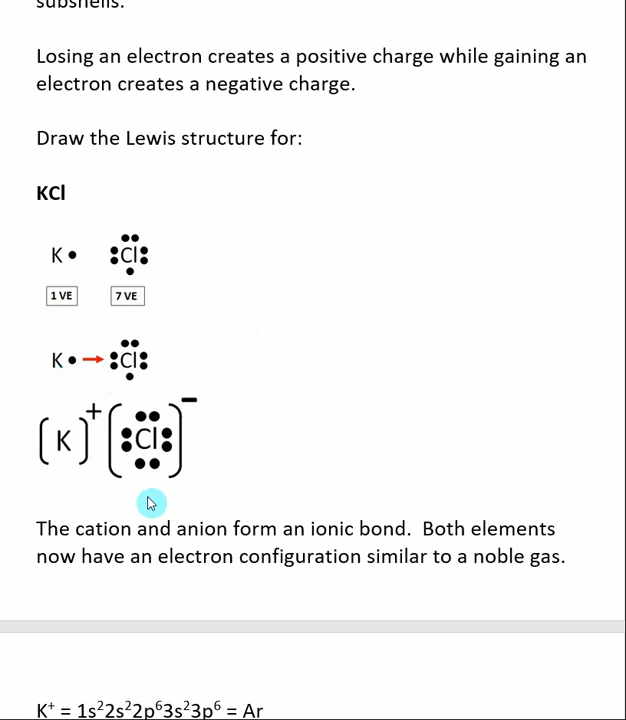 subshells.
Losing an electron creates a positive charge while gaining an
electron creates a negative charge.
Draw the Lewis structure for:
KCl
K• Cl
1 VE 7 VE
K•→ Cl
(K)⁺(Cl)⁻
The cation and anion form an ionic bond. Both elements
now have an electron configuration similar to a noble gas.
K⁺ = 1s²2s²2p⁶3s²3p⁶ = Ar